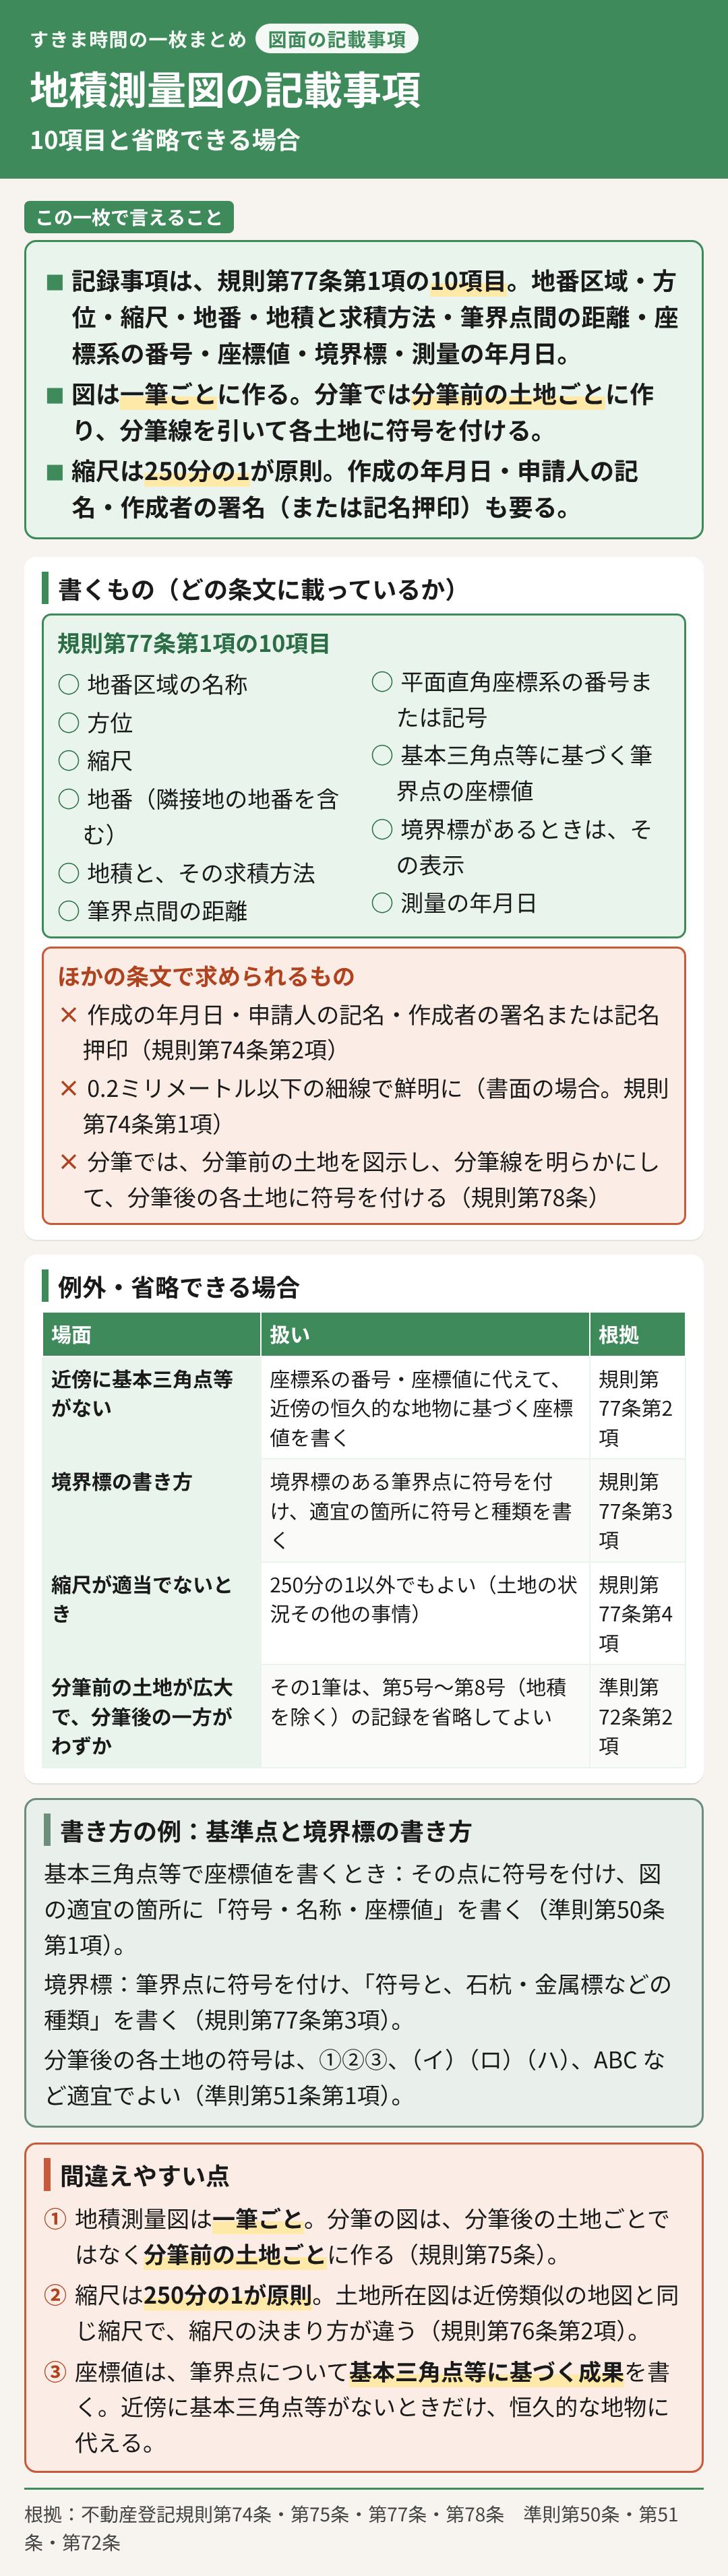 すきま時間の一枚まとめ 図面の記載事項
地積測量図の記載事項
10項目と省略できる場合
この一枚で言えること
■ 記録事項は、規則第77条第1項の10項目。地番区域・方
位・縮尺・地番・地積と求積方法・筆界点間の距離・座
標系の番号・座標値・境界標・測量の年月日。
■ 図は一筆ごとに作る。分筆では分筆前の土地ごとに作
り、分筆線を引いて各土地に符号を付ける。
■ 縮尺は250分の1が原則。作成の年月日・申請人の記
名・作成者の署名（または記名押印）も要る。
書くもの（どの条文に載っているか）
規則第77条第1項の10項目
○ 地番区域の名称
○ 方位
○ 縮尺
○ 地番（隣接地の地番を含
む）
○ 地積と、その求積方法
○ 筆界点間の距離
○ 平面直角座標系の番号ま
たは記号
○ 基本三角点等に基づく筆
界点の座標値
○ 境界標があるときは、そ
の表示
○ 測量の年月日
ほかの条文で求められるもの
× 作成の年月日・申請人の記名・作成者の署名または記名
押印（規則第74条第2項）
× 0.2ミリメートル以下の細線で鮮明に（書面の場合。規則
第74条第1項）
× 分筆では、分筆前の土地を図示し、分筆線を明らかにし
て、分筆後の各土地に符号を付ける（規則第78条）
例外・省略できる場合
場面 扱い 根拠
近傍に基本三角点等
がない
座標系の番号・座標値に代えて、
近傍の恒久的な地物に基づく座標
値を書く
規則第
77条第2
項
境界標の書き方
境界標のある筆界点に符号を付
け、適宜の箇所に符号と種類を書
く
規則第
77条第3
項
縮尺が適当でないと
き
250分の1以外でもよい（土地の状
況その他の事情）
規則第
77条第4
項
分筆前の土地が広大
で、分筆後の一方が
わずか
その1筆は、第5号～第8号（地積
を除く）の記録を省略してよい
準則第
72条第2
項
書き方の例：基準点と境界標の書き方
基本三角点等で座標値を書くとき：その点に符号を付け、図
の適宜の箇所に「符号・名称・座標値」を書く（準則第50条
第1項）。
境界標：筆界点に符号を付け、「符号と、石杭・金属標などの
種類」を書く（規則第77条第3項）。
分筆後の各土地の符号は、①②③、（イ）（ロ）（ハ）、ABC な
ど適宜でよい（準則第51条第1項）。
間違えやすい点
① 地積測量図は一筆ごと。分筆の図は、分筆後の土地ごとで
はなく分筆前の土地ごとに作る（規則第75条）。
② 縮尺は250分の1が原則。土地所在図は近傍類似の地図と同
じ縮尺で、縮尺の決まり方が違う（規則第76条第2項）。
③ 座標値は、筆界点について基本三角点等に基づく成果を書
く。近傍に基本三角点等がないときだけ、恒久的な地物に
代える。
根拠：不動産登記規則第74条・第75条・第77条・第78条　準則第50条・第51
条・第72条